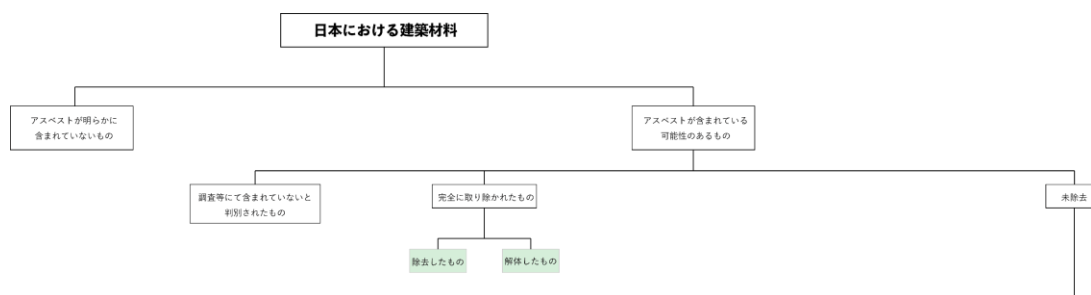 日本における建築材料
アスベストが明らかに
含まれていないもの
アスベストが含まれている
可能性のあるもの
調査等にて含まれていないと
判別されたもの
完全に取り除かれたもの
未除去
除去したもの
解体したもの